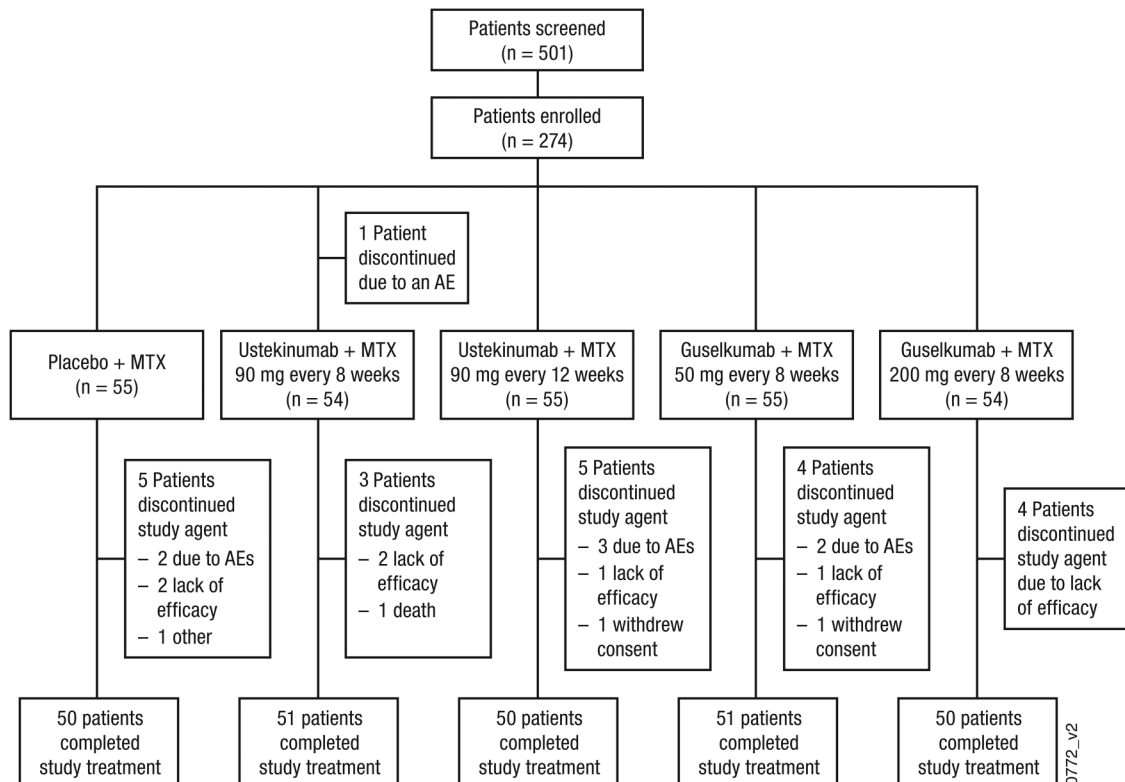 Patients screened
(n = 501)
Patients enrolled
(n = 274)
1 Patient
discontinued
due to an AE
Placebo + MTX
(n = 55)
Ustekinumab + MTX
90 mg every 8 weeks
(n = 54)
Ustekinumab + MTX
90 mg every 12 weeks
(n = 55)
Guselkumab + MTX
50 mg every 8 weeks
(n = 55)
Guselkumab + MTX
200 mg every 8 weeks
(n = 54)
5 Patients
discontinued
study agent
– 2 due to AEs
– 2 lack of
efficacy
– 1 other
3 Patients
discontinued
study agent
– 2 lack of
efficacy
– 1 death
5 Patients
discontinued
study agent
– 3 due to AEs
– 1 lack of
efficacy
– 1 withdrew
consent
4 Patients
discontinued
study agent
– 2 due to AEs
– 1 lack of
efficacy
– 1 withdrew
consent
4 Patients
discontinued
study agent
due to lack
of efficacy
50 patients
completed
study treatment
51 patients
completed
study treatment
50 patients
completed
study treatment
51 patients
completed
study treatment
50 patients
completed
study treatment
0772_v2